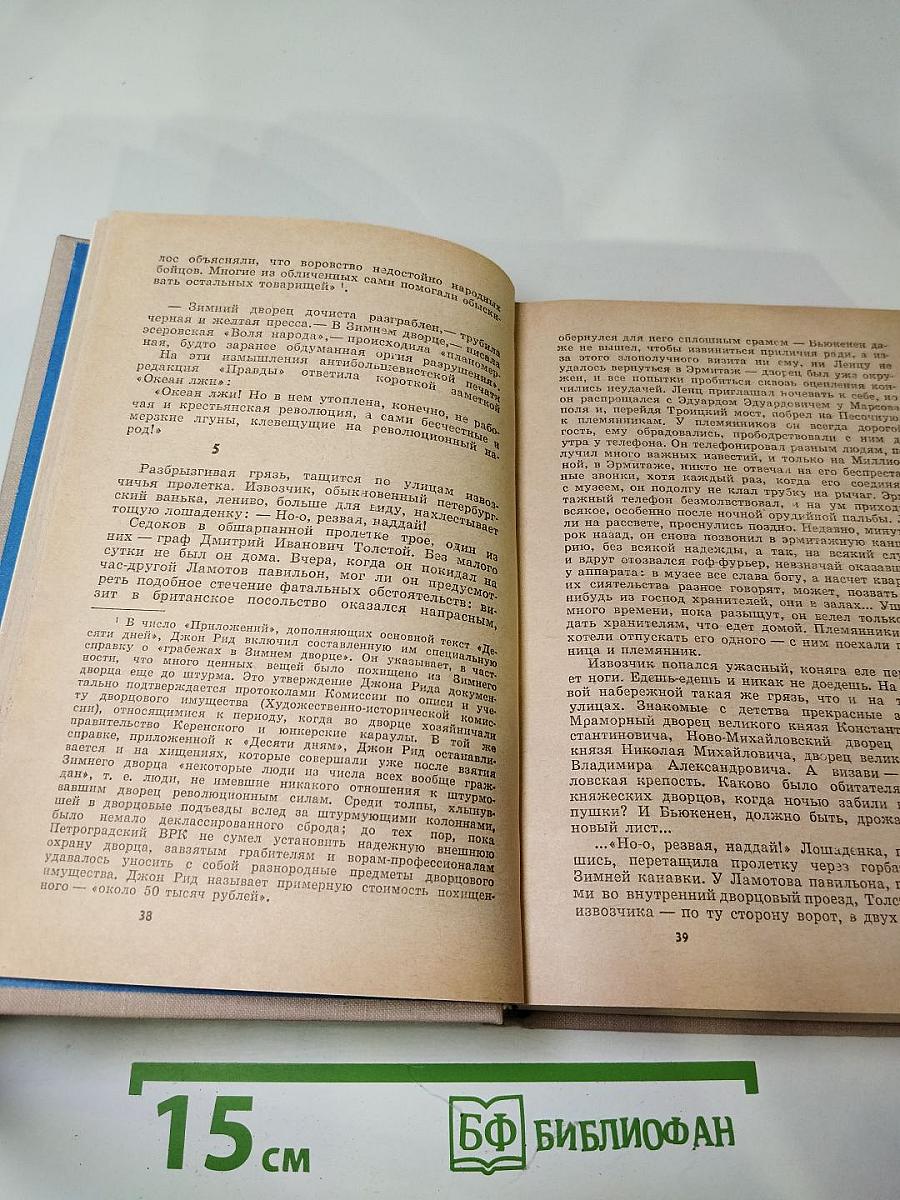 лос объясняли, что воровство недостойно народных
бойцов. Многие из обличенных сами помогали обыски-
вать остальных товарищей» ¹.
— Зимний дворец дочиста разграблен,— трубила
черная и желтая пресса.— В Зимнем дворце,— писала
эсеровская «Воля народа»,— происходила «планомер-
ная, будто заранее обдуманная оргия разрушения».
На эти измышления антибольшевистской печати
редакция «Правды» ответила короткой заметкой
«Океан лжи»:
«Океан лжи! Но в нем утоплена, конечно, не рабо-
чая и крестьянская революция, а сами бесчестные и
мерзкие лгуны, клевещущие на революционный на-
род!»
5
Разбрызгивая грязь, тащится по улицам извоз-
чичья пролетка. Извозчик, обыкновенный петербург-
ский ванька, лениво, больше для виду, нахлестывает
тощую лошаденку: — Но-о, резвая, наддай!
Седоков в обшарпанной пролетке трое, один из
них — граф Дмитрий Иванович Толстой. Без малого
сутки не был он дома. Вчера, когда он покидал на
час-другой Ламотов павильон, мог ли он предусмот-
реть подобное стечение фатальных обстоятельств: ви-
зит в британское посольство оказался напрасным,
¹ В число «Приложений», дополняющих основной текст «Де-
сяти дней», Джон Рид включил составленную им специальную
справку о «грабежах в Зимнем дворце». Он указывает, в част-
ности, что много ценных вещей было похищено из Зимнего
дворца еще до штурма. Это утверждение Джона Рида докумен-
тально подтверждается протоколами Комиссии по описи и уче-
ту дворцового имущества (Художественно-исторической комис-
сии), относящимися к периоду, когда во дворце хозяйничали
правительство Керенского и юнкерские караулы. В той же
справке, приложенной к «Десяти дням», Джон Рид останавли-
вается и на хищениях, которые совершали уже после взятия
Зимнего дворца «некоторые люди из числа всех вообще граж-
дан», т. е. люди, не имевшие никакого отношения к штурмо-
вавшим дворец революционным силам. Среди толпы, хлынув-
шей в дворцовые подъезды вслед за штурмующими колоннами,
было немало деклассированного сброда; до тех пор, пока
Петроградский ВРК не сумел установить надежную внешнюю
охрану дворца, завзятым грабителям и ворам-профессионалам
удавалось уносить с собой разнородные предметы дворцового
имущества. Джон Рид называет примерную стоимость похищен-
ного — «около 50 тысяч рублей».
38
обернулся для него сплошным срамом — Бьюкенен да-
же не вышел, чтобы извиниться приличия ради, а из-
за этого злополучного визита ни ему, ни Ленцу не
удалось вернуться в Эрмитаж — дворец был уже окру-
жен, и все попытки пробиться сквозь оцепления кон-
чились неудачей. Ленц приглашал ночевать к себе, но
он распрощался с Эдуардом Эдуардовичем у Марсова
поля и, перейдя Троицкий мост, побрел на Песочную
к племянникам. У племянников он всегда дорогой
гость, ему обрадовались, прободрствовали с ним д
утра у телефона. Он телефонировал разным людям, п
лучил много важных известий, и только на Миллио
ной, в Эрмитаже, никто не отвечал на его беспреста
ные звонки, хотя каждый раз, когда его соединя
с музеем, он подолгу не клал трубку на рычаг. Эр
тажный телефон безмолвствовал, и на ум приход
всякое, особенно после ночной орудийной пальбы. Л
ли на рассвете, проснулись поздно. Недавно, минут
рок назад, он снова позвонил в эрмитажную канц
рию, без всякой надежды, а так, на всякий слу
и вдруг отозвался гоф-фурьер, невзначай оказавш
у аппарата: в музее все слава богу, а насчет квар
их сиятельства разное говорят, может, позвать
нибудь из господ хранителей, они в залах... Уш
много времени, пока разыщут, он велел только
дать хранителям, что едет домой. Племянники
хотели отпускать его одного — с ним поехали п
ница и племянник.
Извозчик попался ужасный, коняга еле пер
ет ноги. Едешь-едешь и никак не доедешь. На
вой набережной такая же грязь, что и на т
улицах. Знакомые с детства прекрасные з
Мраморный дворец великого князя Констант
стантиновича, Ново-Михайловский дворец
князя Николая Михайловича, дворец велик
Владимира Александровича. А визави —
ловская крепость. Каково было обитателя
княжеских дворцов, когда ночью забили
пушки? И Бьюкенен, должно быть, дрожа
новый лист...
...«Но-о, резвая, наддай!» Лошаденка, п
шись, перетащила пролетку через горба
Зимней канавки. У Ламотова павильона, п
ми во внутренний дворцовый проезд, Толс
извозчика — по ту сторону ворот, в двух
39
15 см
БФ БИБЛИОФАН